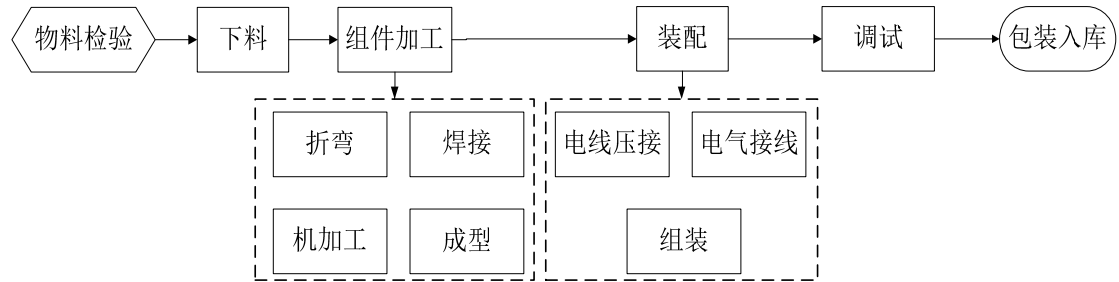 物料检验
下料
组件加工
装配
调试
包装入库
折弯
焊接
电线压接
电气接线
机加工
成型
组装